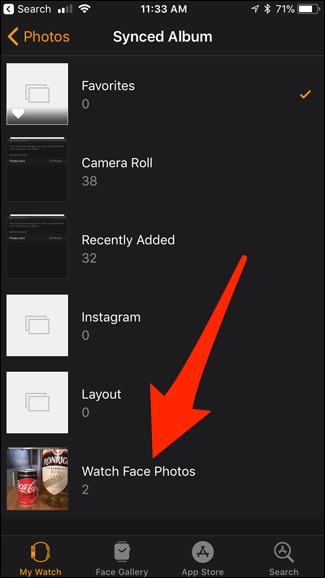 Search 11:33 AM 71%
Photos Synced Album
Favorites
0
Camera Roll
38
Recently Added
32
Instagram
0
Layout
0
Watch Face Photos
2
My Watch Face Gallery App Store Search